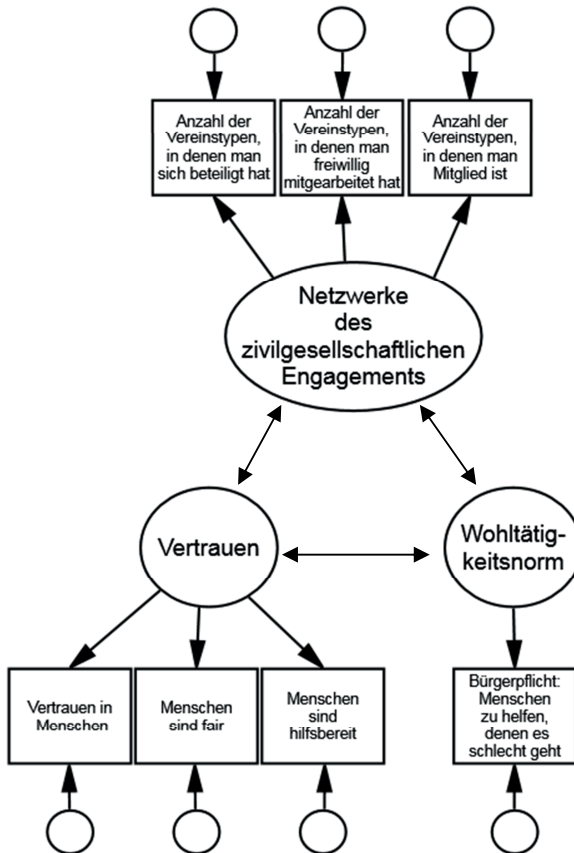 Anzahl der
Vereinstypen,
in denen man
sich beteiligt hat
Anzahl der
Vereinstypen,
in denen man
freiwillig
mitgearbeitet hat
Anzahl der
Vereinstypen,
in denen man
Mitglied ist
Netzwerke
des
zivilgesellschaftlichen
Engagements
Vertrauen
Wohltätig-
keitsnorm
Vertrauen in
Menschen
Menschen
sind fair
Menschen
sind
hilfsbereit
Bürgerpflicht:
Menschen
zu helfen,
denen es
schlecht geht